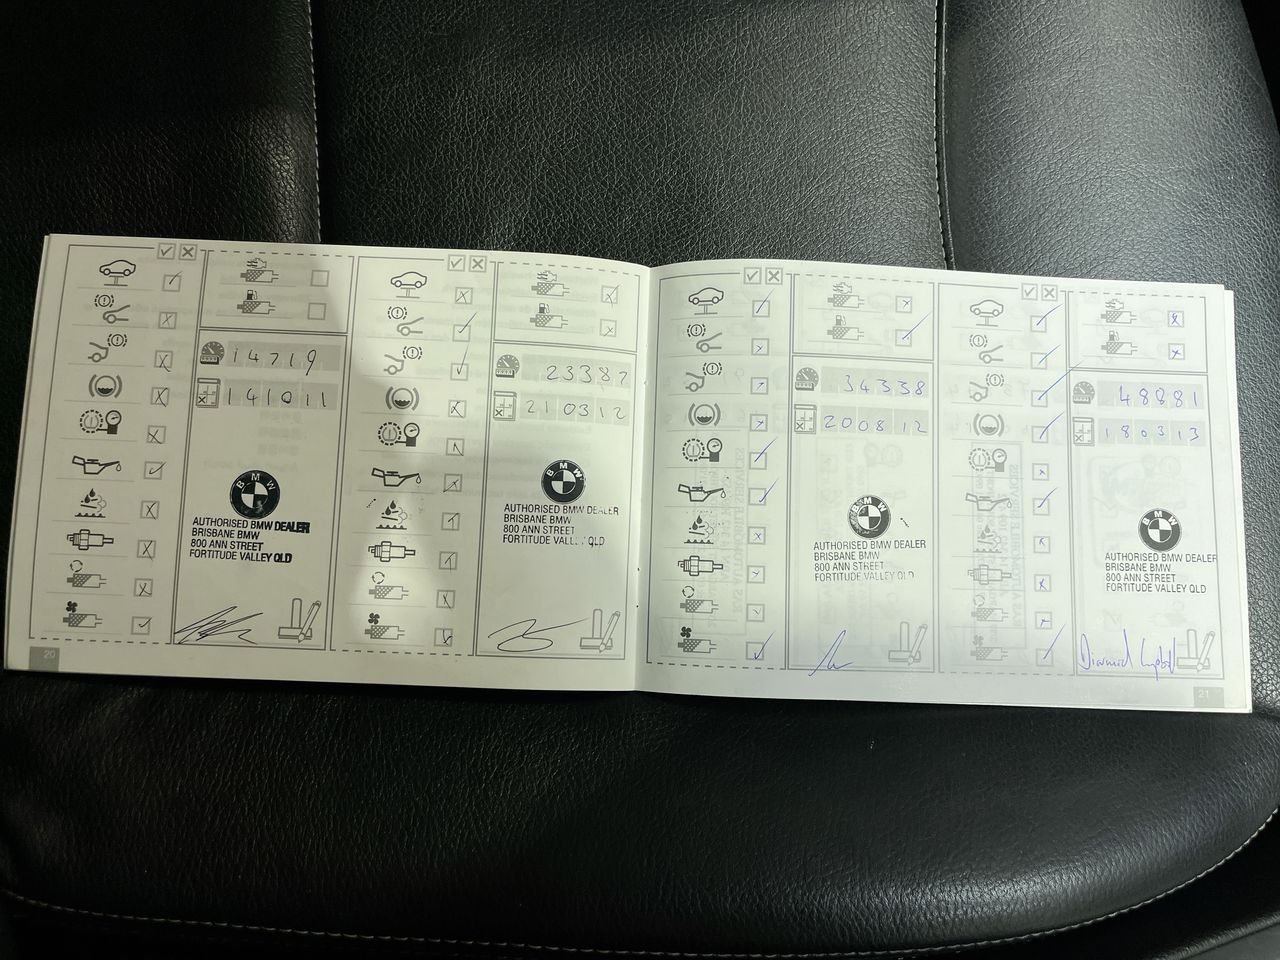 14719
141011
BMW
AUTHORISED BMW DEALER
BRISBANE BMW
800 ANN STREET
FORTITUDE VALLEY QLD
20
23387
210312
BMW
AUTHORISED BMW DEALER
BRISBANE BMW
800 ANN STREET
FORTITUDE VALL QLD
34338
200812
BMW
AUTHORISED BMW DEALER
BRISBANE BMW
800 ANN STREET
FORTITUDE VALLEY QLD
48881
180313
BMW
AUTHORISED BMW DEALER
BRISBANE BMW
800 ANN STREET
FORTITUDE VALLEY QLD
Diarmuid
21